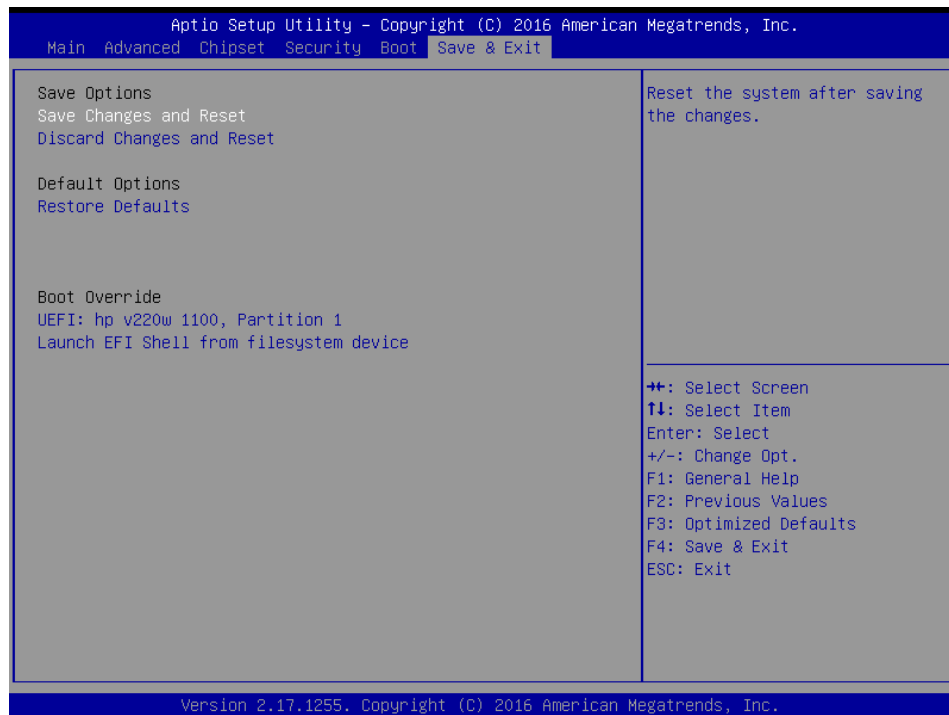 Aptio Setup Utility – Copyright (C) 2016 American Megatrends, Inc.
Main Advanced Chipset Security Boot Save & Exit
Save Options
Save Changes and Reset
Discard Changes and Reset
Default Options
Restore Defaults
Boot Override
UEFI: hp v220w 1100, Partition 1
Launch EFI Shell from filesystem device
Reset the system after saving
the changes.
→←: Select Screen
↑↓: Select Item
Enter: Select
+/-: Change Opt.
F1: General Help
F2: Previous Values
F3: Optimized Defaults
F4: Save & Exit
ESC: Exit
Version 2.17.1255. Copyright (C) 2016 American Megatrends, Inc.